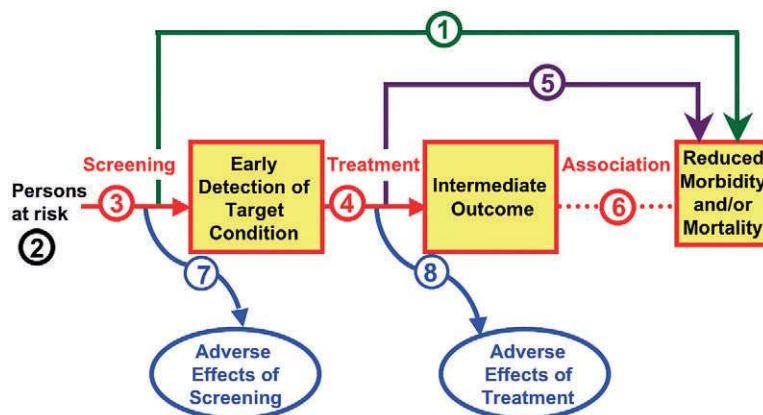 1
5
Screening
Early
Detection of
Target
Condition
Treatment
Intermediate
Outcome
Association
Reduced
Morbidity
and/or
Mortality
Persons
at risk
2
3
4
6
7
8
Adverse
Effects of
Screening
Adverse
Effects of
Treatment